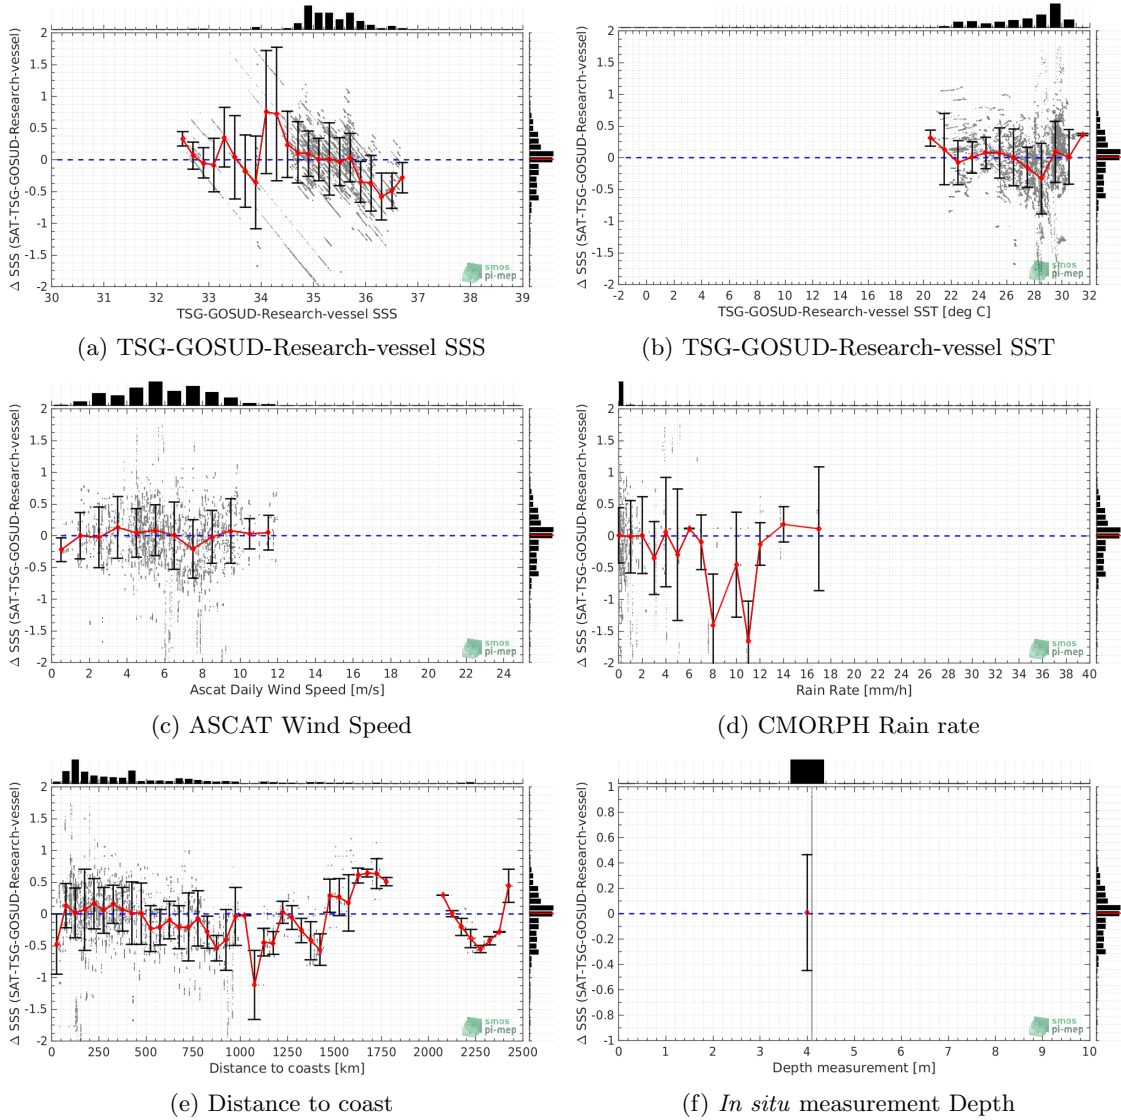 2
1.5
1
0.5
0
-0.5
-1
-1.5
-2
Δ SSS (SAT-TSG-GOSUD-Research-vessel)
30 31 32 33 34 35 36 37 38 39
TSG-GOSUD-Research-vessel SSS
smos
pi-mep
(a) TSG-GOSUD-Research-vessel SSS
2
1.5
1
0.5
0
-0.5
-1
-1.5
-2
Δ SSS (SAT-TSG-GOSUD-Research-vessel)
-2 0 2 4 6 8 10 12 14 16 18 20 22 24 26 28 30 32
TSG-GOSUD-Research-vessel SST [deg C]
smos
pi-mep
(b) TSG-GOSUD-Research-vessel SST
2
1.5
1
0.5
0
-0.5
-1
-1.5
-2
Δ SSS (SAT-TSG-GOSUD-Research-vessel)
0 2 4 6 8 10 12 14 16 18 20 22 24
Ascat Daily Wind Speed [m/s]
smos
pi-mep
(c) ASCAT Wind Speed
2
1.5
1
0.5
0
-0.5
-1
-1.5
-2
Δ SSS (SAT-TSG-GOSUD-Research-vessel)
0 2 4 6 8 10 12 14 16 18 20 22 24 26 28 30 32 34 36 38 40
Rain Rate [mm/h]
smos
pi-mep
(d) CMORPH Rain rate
2
1.5
1
0.5
0
-0.5
-1
-1.5
-2
Δ SSS (SAT-TSG-GOSUD-Research-vessel)
0 250 500 750 1000 1250 1500 1750 2000 2250 2500
Distance to coasts [km]
smos
pi-mep
(e) Distance to coast
1
0.8
0.6
0.4
0.2
0
-0.2
-0.4
-0.6
-0.8
-1
Δ SSS (SAT-TSG-GOSUD-Research-vessel)
0 1 2 3 4 5 6 7 8 9 10
Depth measurement [m]
smos
pi-mep
(f) In situ measurement Depth